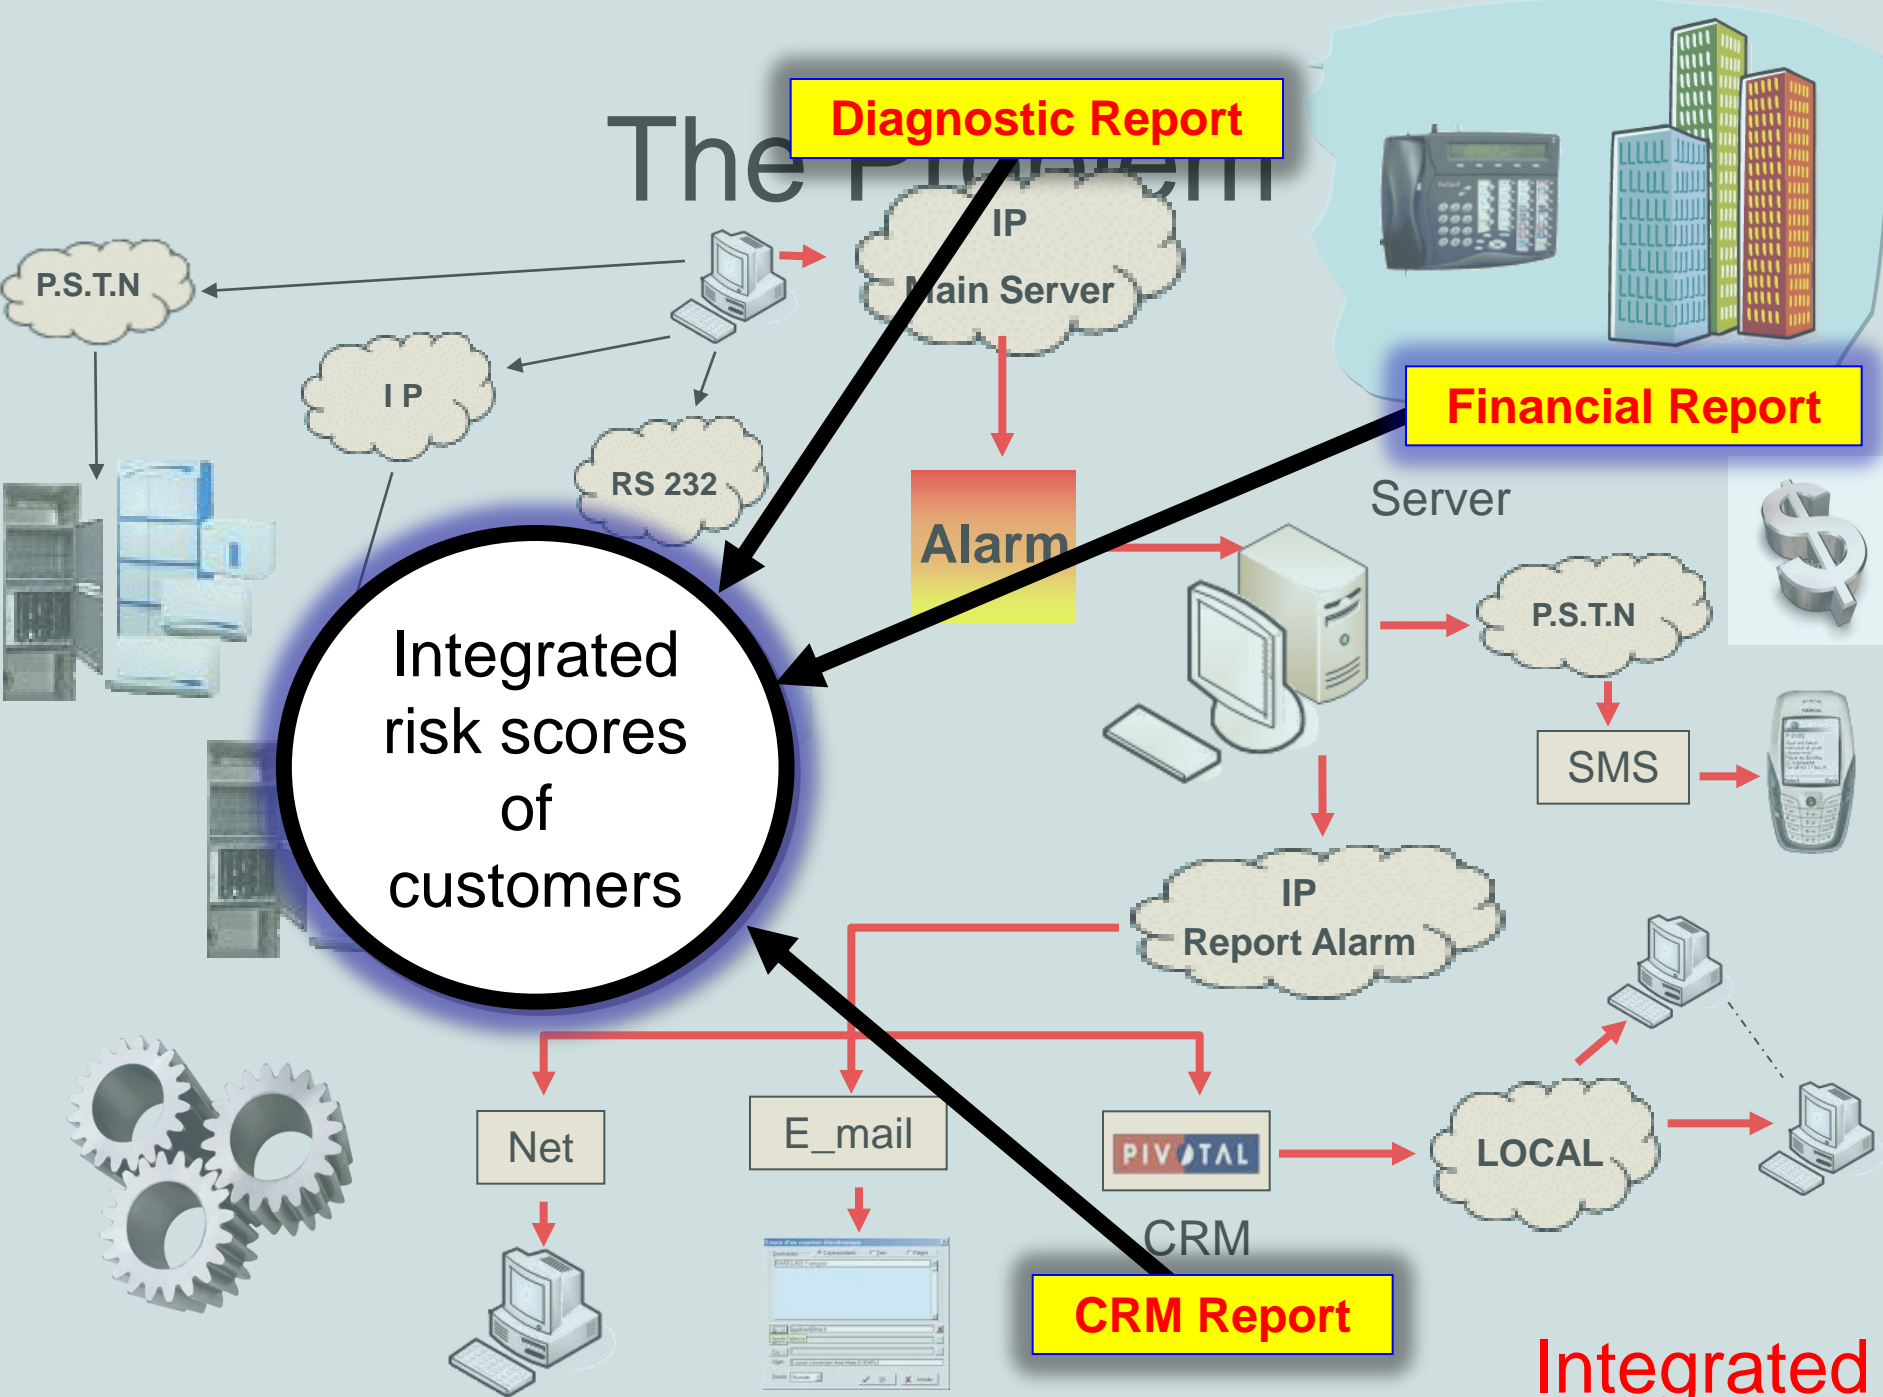 Diagnostic Report
The Problem
IP
Main Server
P.S.T.N
I P
RS 232
Financial Report
Server
Alarm
P.S.T.N
Integrated
risk scores
of
customers
SMS
IP
Report Alarm
Net
E_mail
PIVOTAL
LOCAL
CRM
CRM Report
Integrated